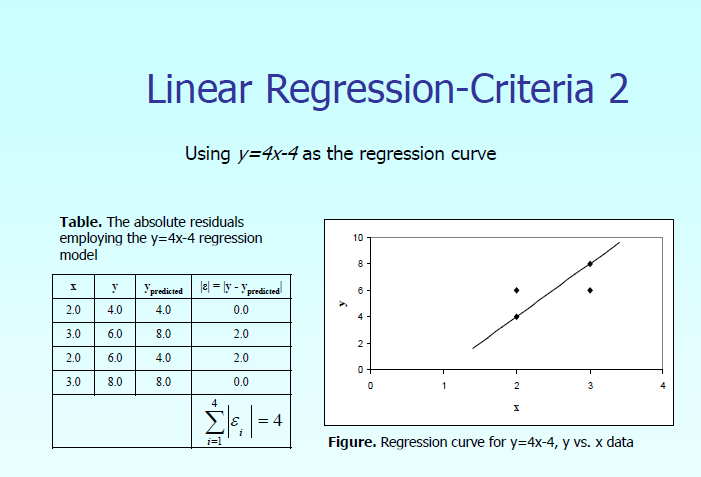 Linear Regression-Criteria 2
Using y=4x-4 as the regression curve
Table. The absolute residuals
employing the y=4x-4 regression
model
x y y predicted |ε| = |y - y predicted|
2.0 4.0 4.0 0.0
3.0 6.0 8.0 2.0
2.0 6.0 4.0 2.0
3.0 8.0 8.0 0.0
4
∑ |ε i| = 4
i=1
10
8
6
y
4
2
0
0 1 2 3 4
x
Figure. Regression curve for y=4x-4, y vs. x data